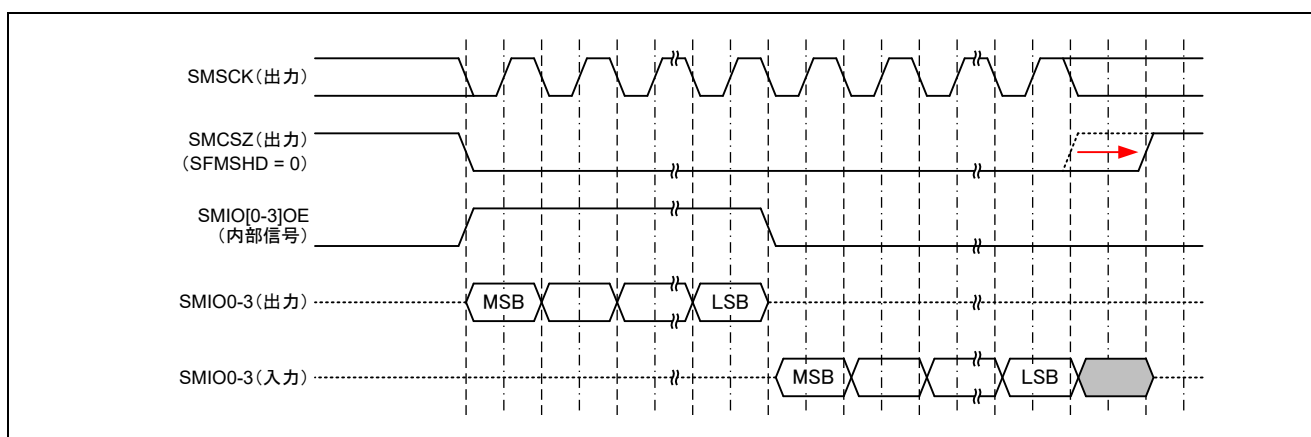 SMSCK(出力)
SMCSZ(出力)
(SFMSHD = 0)
SMIO[0-3]OE
(内部信号)
SMIO0-3(出力)
MSB
LSB
SMIO0-3(入力)
MSB
LSB